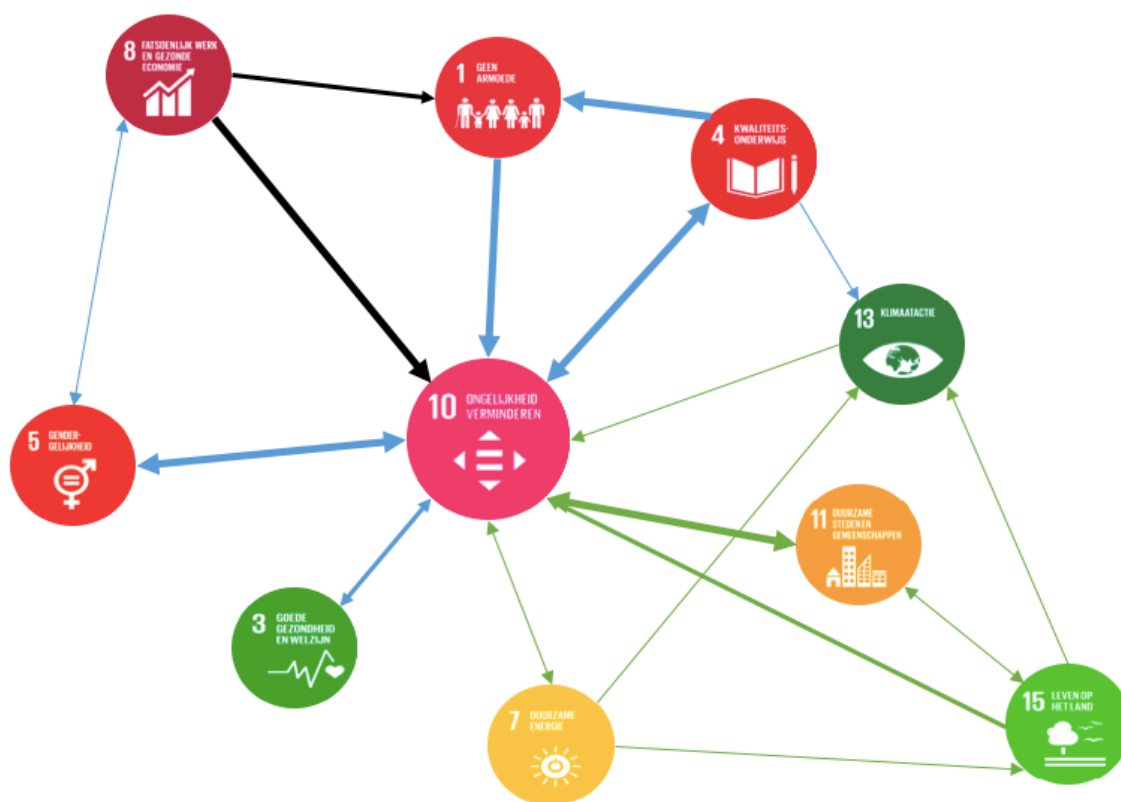 8 FATSOENLIJK WERK
EN GEZONDE
ECONOMIE
1 GEEN
ARMOEDE
4 KWALITEITS-
ONDERWIJS
13 KLIMAATACTIE
10 ONGELIJKHEID
VERMINDEREN
5 GENDER-
GELIJKHEID
11 DUURZAME
STEDEN EN
GEMEENSCHAPPEN
3 GOEDE
GEZONDHEID
EN WELZIJN
15 LEVEN OP
HET LAND
7 DUURZAME
ENERGIE